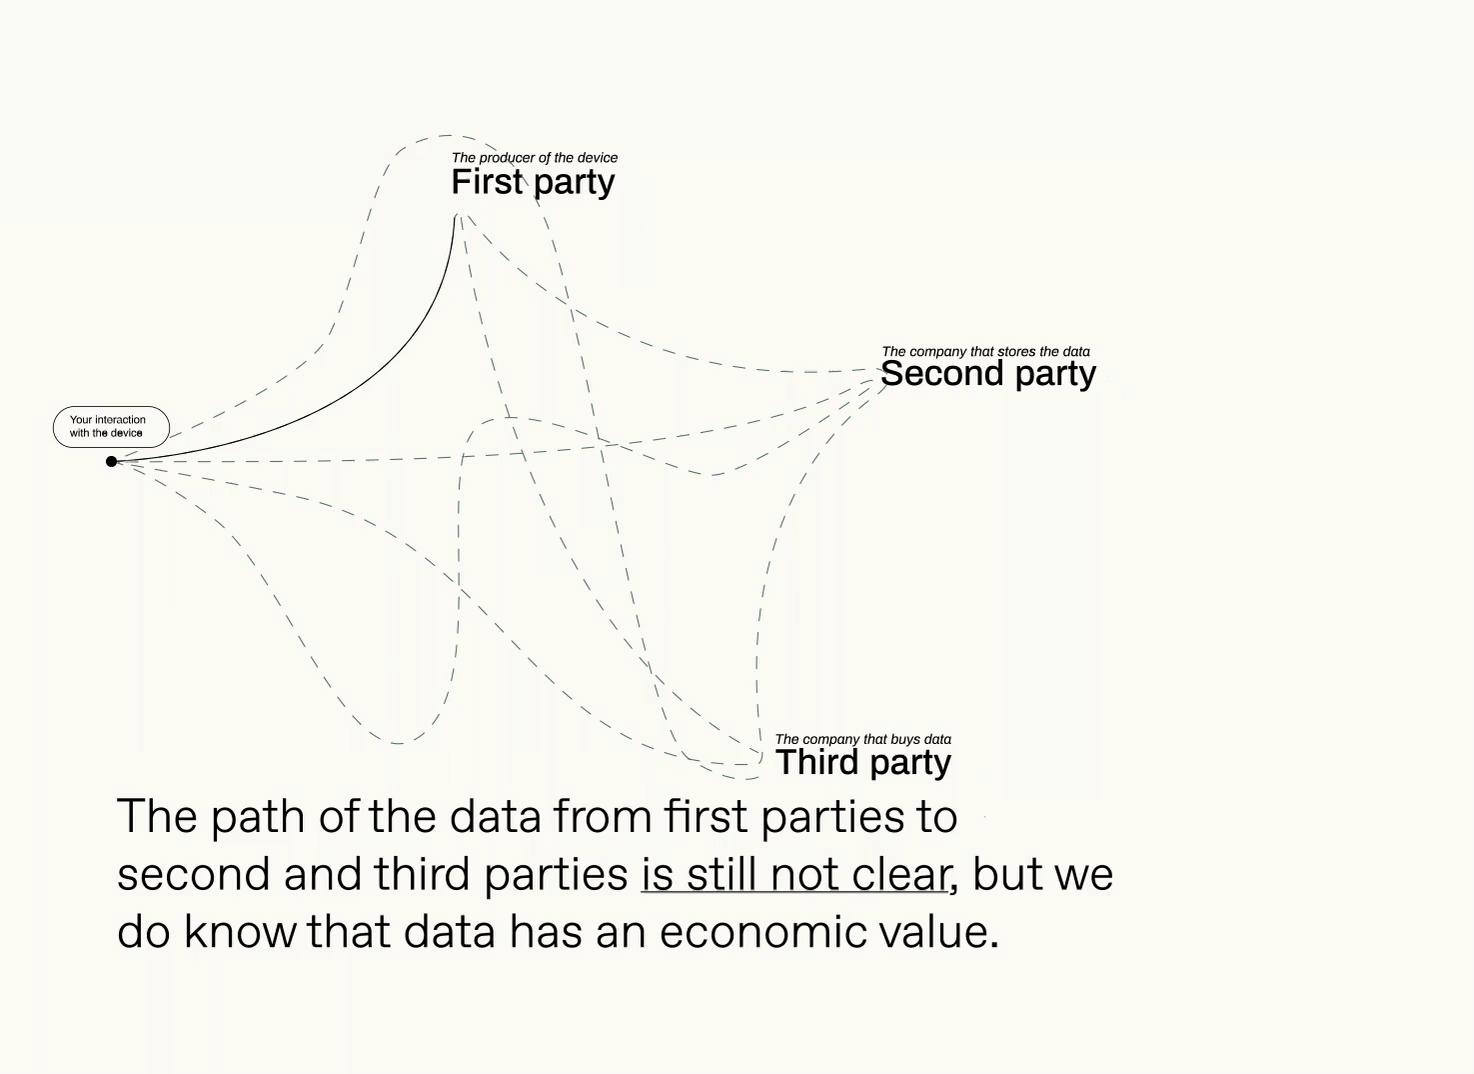 The producer of the device
First party
The company that stores the data
Second party
Your interaction
with the device
The company that buys data
Third party
The path of the data from first parties to
second and third parties is still not clear, but we
do know that data has an economic value.